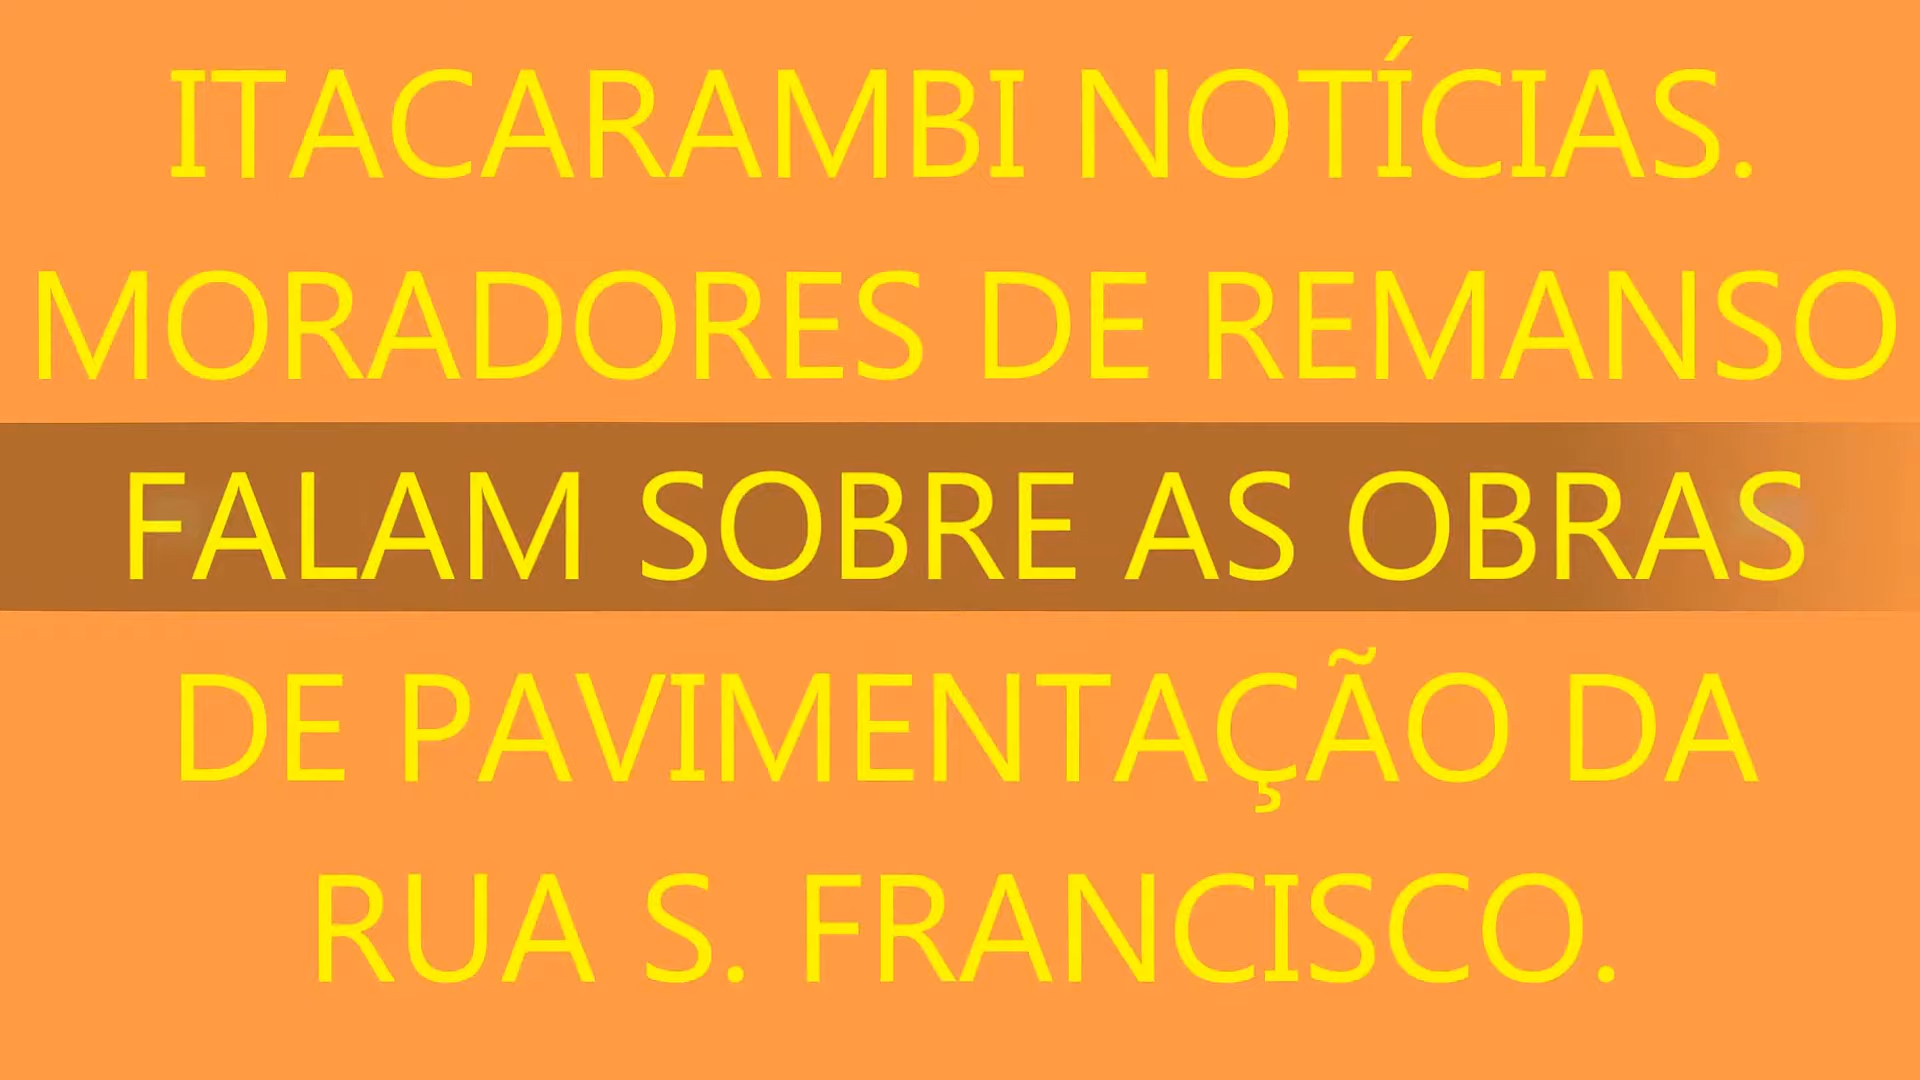 ITACARAMBI NOTÍCIAS.
MORADORES DE REMANSO
FALAM SOBRE AS OBRAS
DE PAVIMENTAÇÃO DA
RUA S. FRANCISCO.